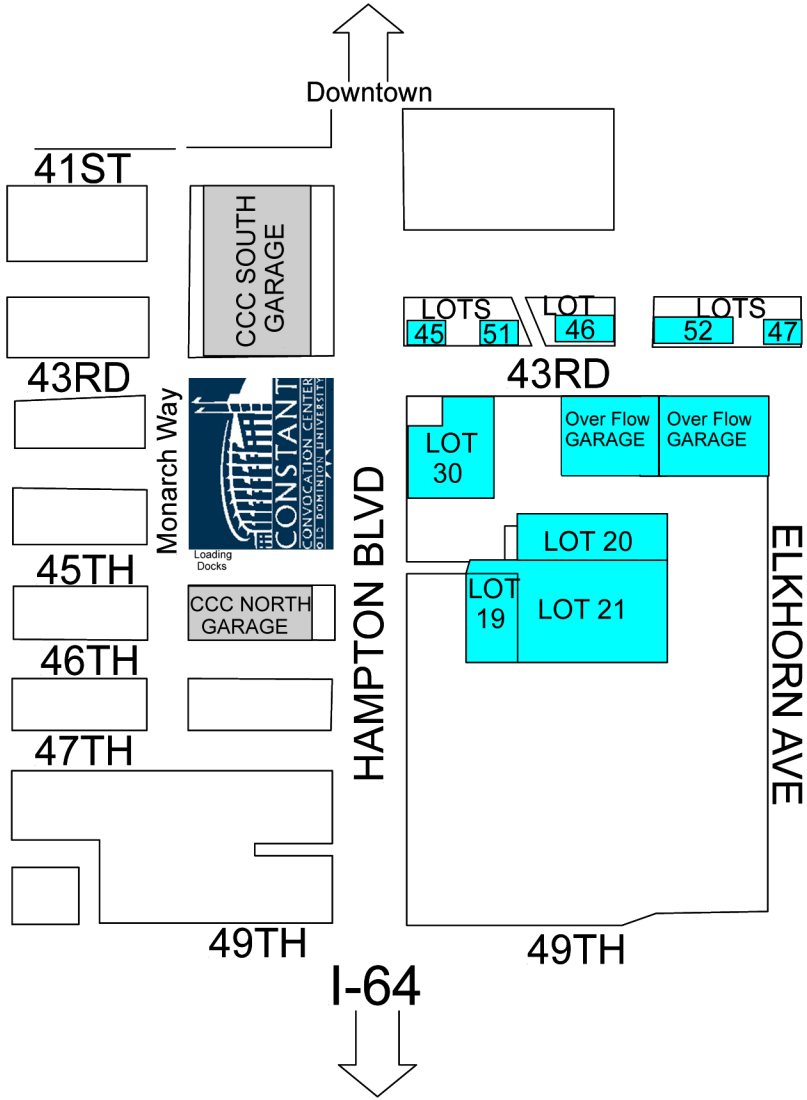 Downtown
41ST
CCC SOUTH
GARAGE
LOTS
45
51
LOT
46
LOTS
52
47
43RD
43RD
Monarch Way
CONSTANT
CONVOCATION CENTER
OLD DOMINION UNIVERSITY
Loading
Docks
HAMPTON BLVD
LOT
30
Over Flow
GARAGE
Over Flow
GARAGE
LOT 20
LOT
19
LOT 21
ELKHORN AVE
45TH
CCC NORTH
GARAGE
46TH
47TH
49TH
49TH
I-64